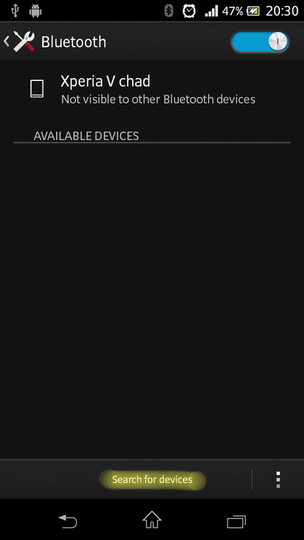 47% 20:30
Bluetooth
Xperia V chad
Not visible to other Bluetooth devices
AVAILABLE DEVICES
Search for devices